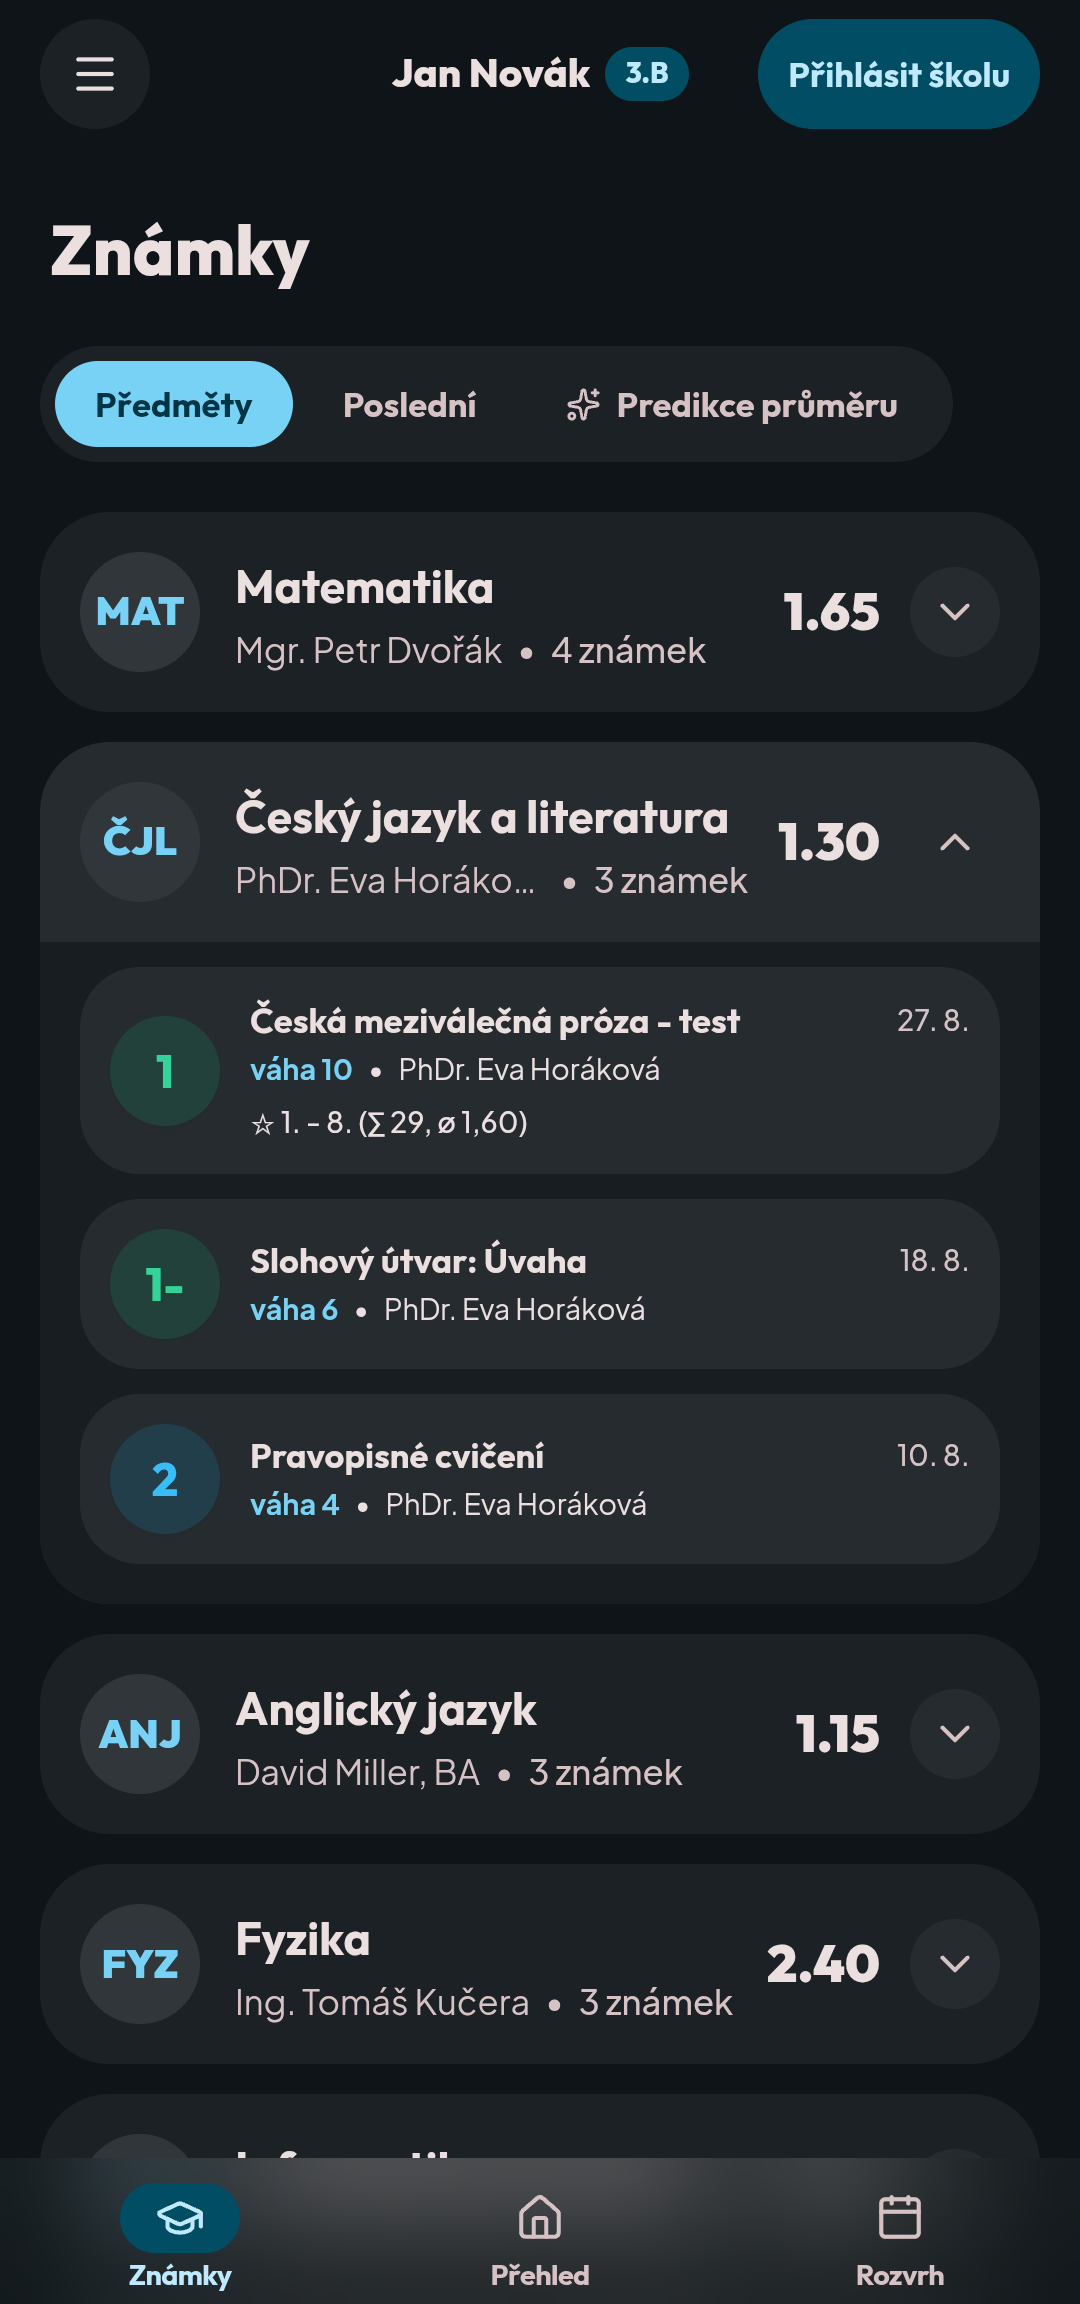 Jan Novák 3.B
Přihlásit školu
Známky
Předměty
Poslední
Predikce průměru
MAT
Matematika
Mgr. Petr Dvořák • 4 známek
1.65
ČJL
Český jazyk a literatura
PhDr. Eva Horáko... • 3 známek
1.30
1
Česká meziválečná próza - test
27. 8.
váha 10 • PhDr. Eva Horáková
☆ 1. - 8. (∑ 29, ø 1,60)
1-
Slohový útvar: Úvaha
18. 8.
váha 6 • PhDr. Eva Horáková
2
Pravopisné cvičení
10. 8.
váha 4 • PhDr. Eva Horáková
ANJ
Anglický jazyk
David Miller, BA • 3 známek
1.15
FYZ
Fyzika
Ing. Tomáš Kučera • 3 známek
2.40
Známky
Přehled
Rozvrh